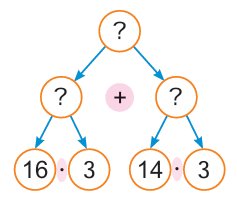 ?
? + ?
16 · 3 14 · 3